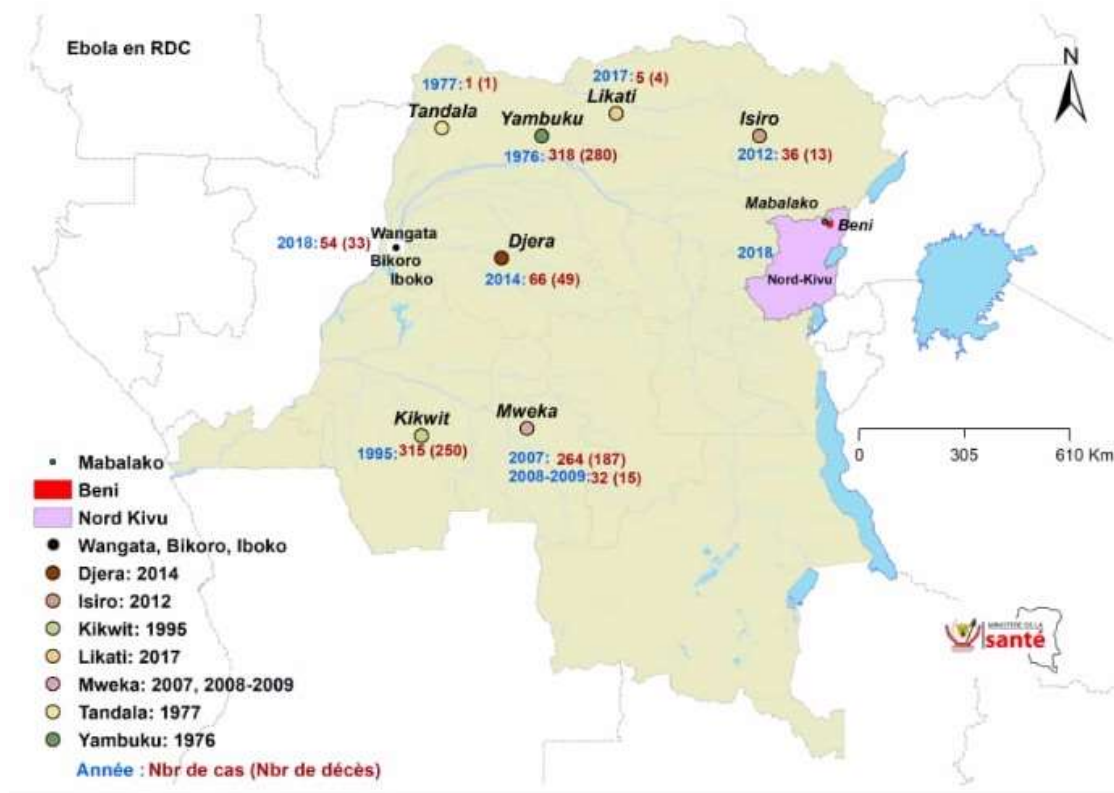 Ebola en RDC
N
1977: 1 (1)
Tandala
2017: 5 (4)
Likati
Yambuku
1976: 318 (280)
Isiro
2012: 36 (13)
Mabalako
Beni
2018
Nord-Kivu
2018: 54 (33)
Wangata
Bikoro
Iboko
Djera
2014: 66 (49)
Kikwit
1995: 315 (250)
Mweka
2007: 264 (187)
2008-2009: 32 (15)
0 305 610 Km
Mabalako
Beni
Nord Kivu
Wangata, Bikoro, Iboko
Djera: 2014
Isiro: 2012
Kikwit: 1995
Likati: 2017
Mweka: 2007, 2008-2009
Tandala: 1977
Yambuku: 1976
Année : Nbr de cas (Nbr de décès)
MINISTERE DE LA
santé